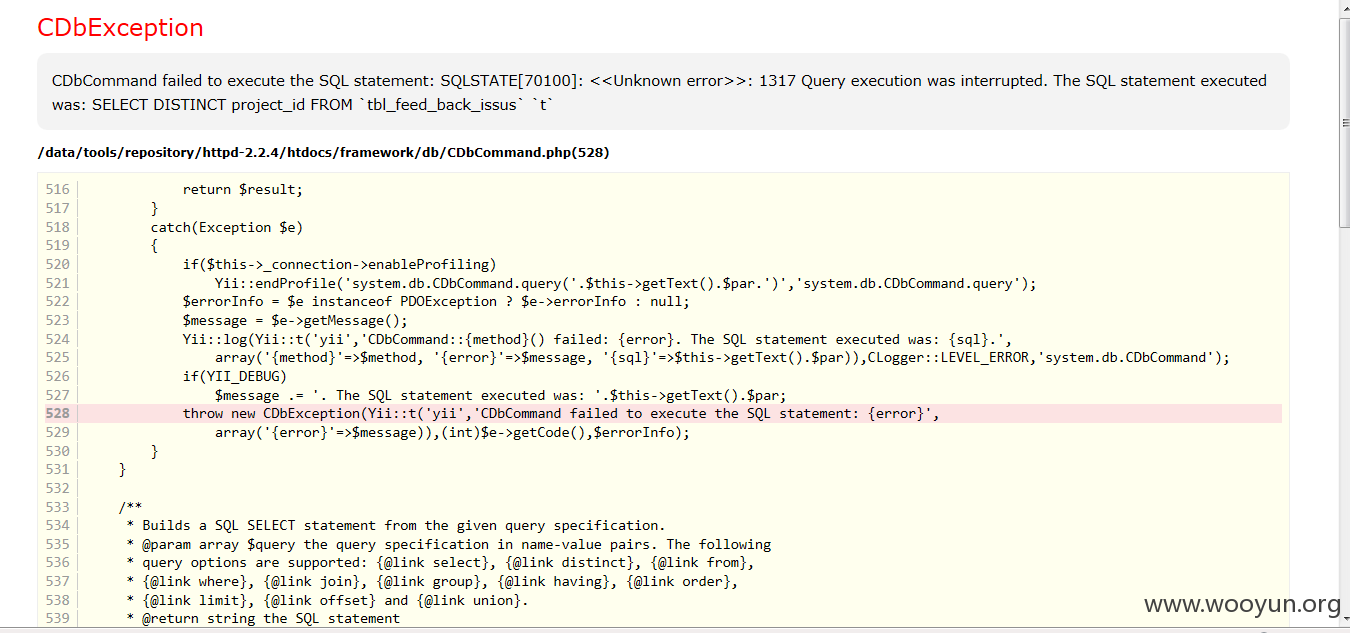 CDbException
CDbCommand failed to execute the SQL statement: SQLSTATE[70100]: <<Unknown error>>: 1317 Query execution was interrupted. The SQL statement executed
was: SELECT DISTINCT project_id FROM `tbl_feed_back_issus` `t`
/data/tools/repository/httpd-2.2.4/htdocs/framework/db/CDbCommand.php(528)
516             return $result;
517         }
518         catch(Exception $e)
519         {
520             if($this->_connection->enableProfiling)
521                 Yii::endProfile('system.db.CDbCommand.query('.$this->getText().$par.')','system.db.CDbCommand.query');
522             $errorInfo = $e instanceof PDOException ? $e->errorInfo : null;
523             $message = $e->getMessage();
524             Yii::log(Yii::t('yii','CDbCommand::{method}() failed: {error}. The SQL statement executed was: {sql}.',
525                 array('{method}'=>$method, '{error}'=>$message, '{sql}'=>$this->getText().$par)),CLogger::LEVEL_ERROR,'system.db.CDbCommand');
526             if(YII_DEBUG)
527                 $message .= '. The SQL statement executed was: '.$this->getText().$par;
528             throw new CDbException(Yii::t('yii','CDbCommand failed to execute the SQL statement: {error}',
529                 array('{error}'=>$message)),(int)$e->getCode(),$errorInfo);
530         }
531     }
532
533     /**
534      * Builds a SQL SELECT statement from the given query specification.
535      * @param array $query the query specification in name-value pairs. The following
536      * query options are supported: {@link select}, {@link distinct}, {@link from},
537      * {@link where}, {@link join}, {@link group}, {@link having}, {@link order},
538      * {@link limit}, {@link offset} and {@link union}.
539      * @return string the SQL statement
www.wooyun.org